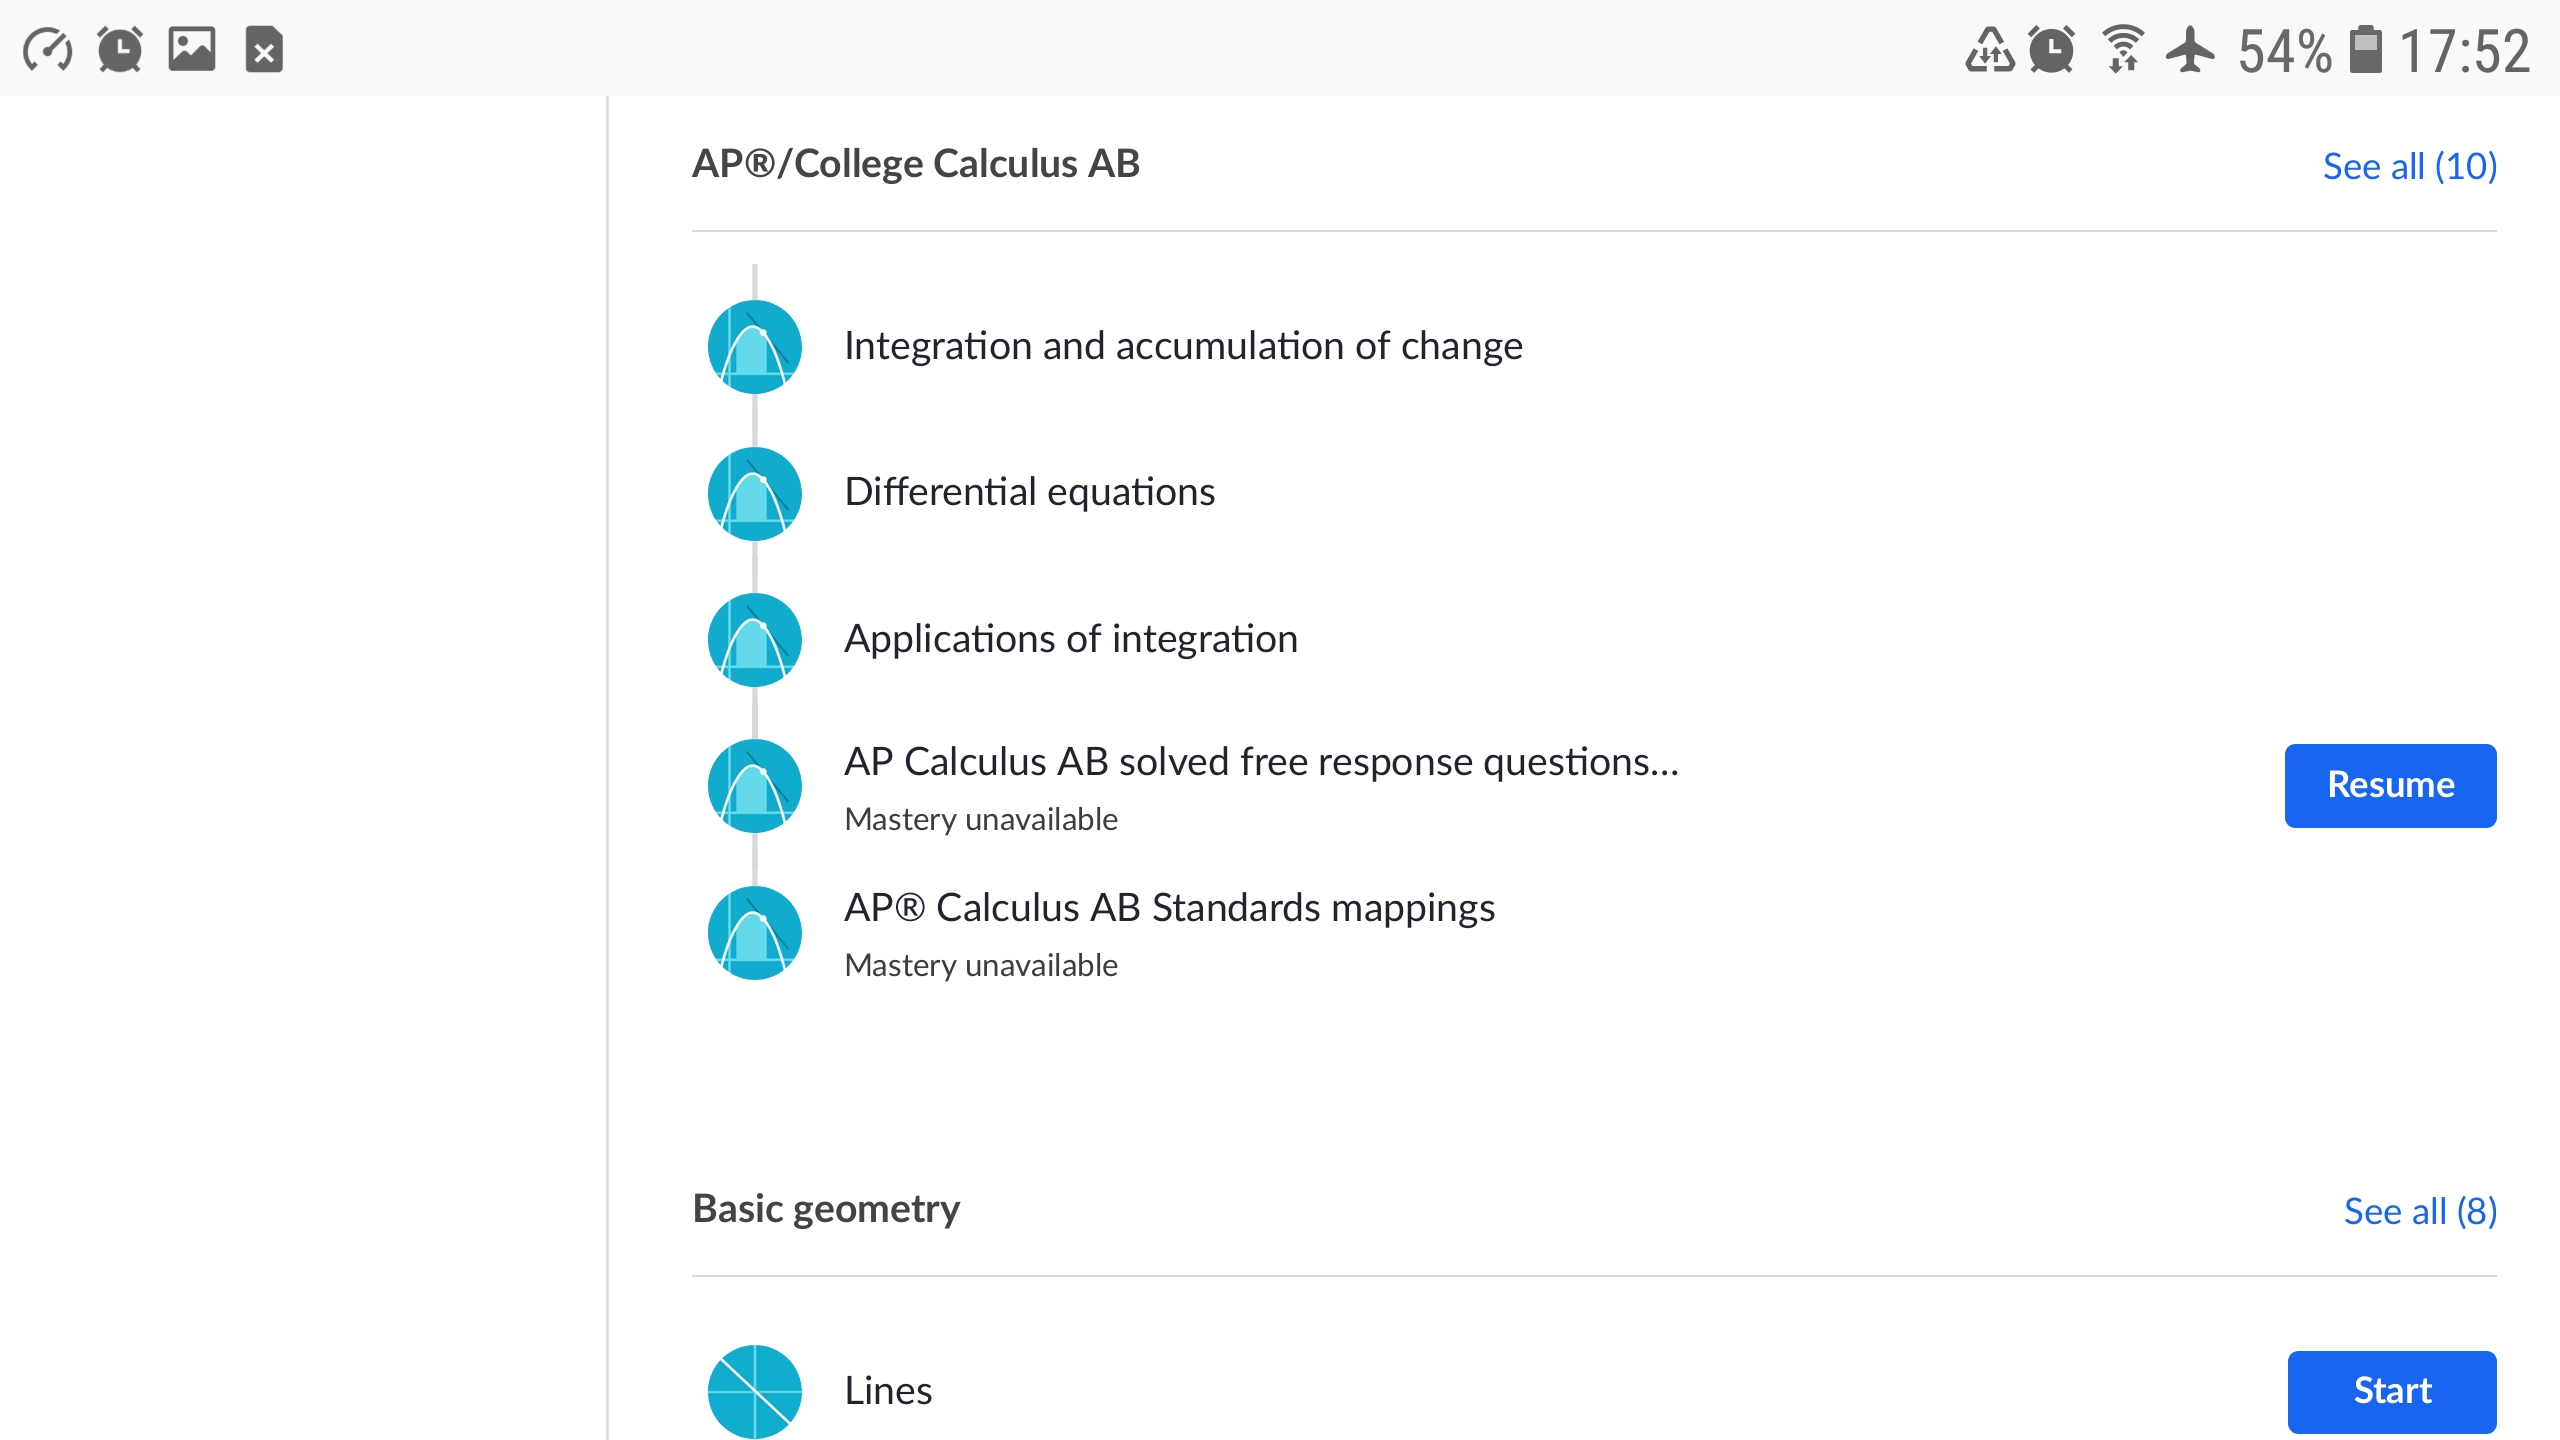 54% 17:52
AP®/College Calculus AB See all (10)
Integration and accumulation of change
Differential equations
Applications of integration
AP Calculus AB solved free response questions...
Mastery unavailable
Resume
AP® Calculus AB Standards mappings
Mastery unavailable
Basic geometry See all (8)
Lines Start